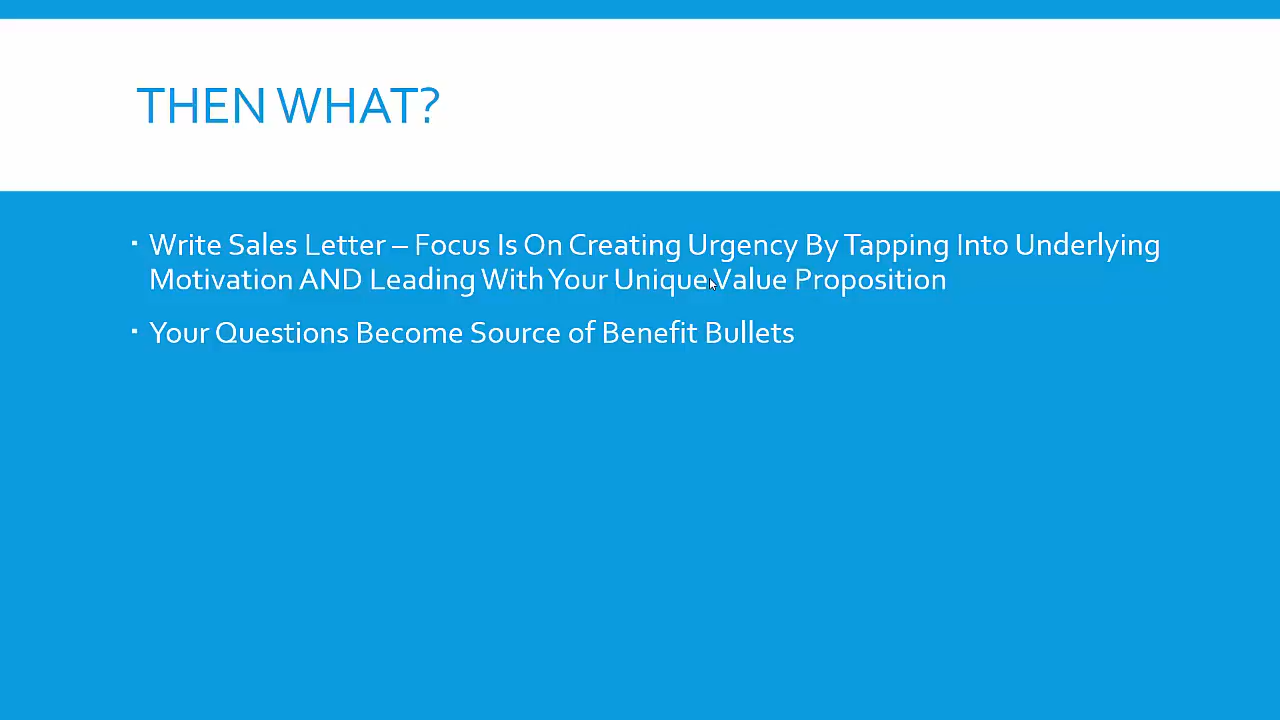 THEN WHAT?
▪ Write Sales Letter – Focus Is On Creating Urgency By Tapping Into Underlying
Motivation AND Leading With Your Unique Value Proposition
▪ Your Questions Become Source of Benefit Bullets